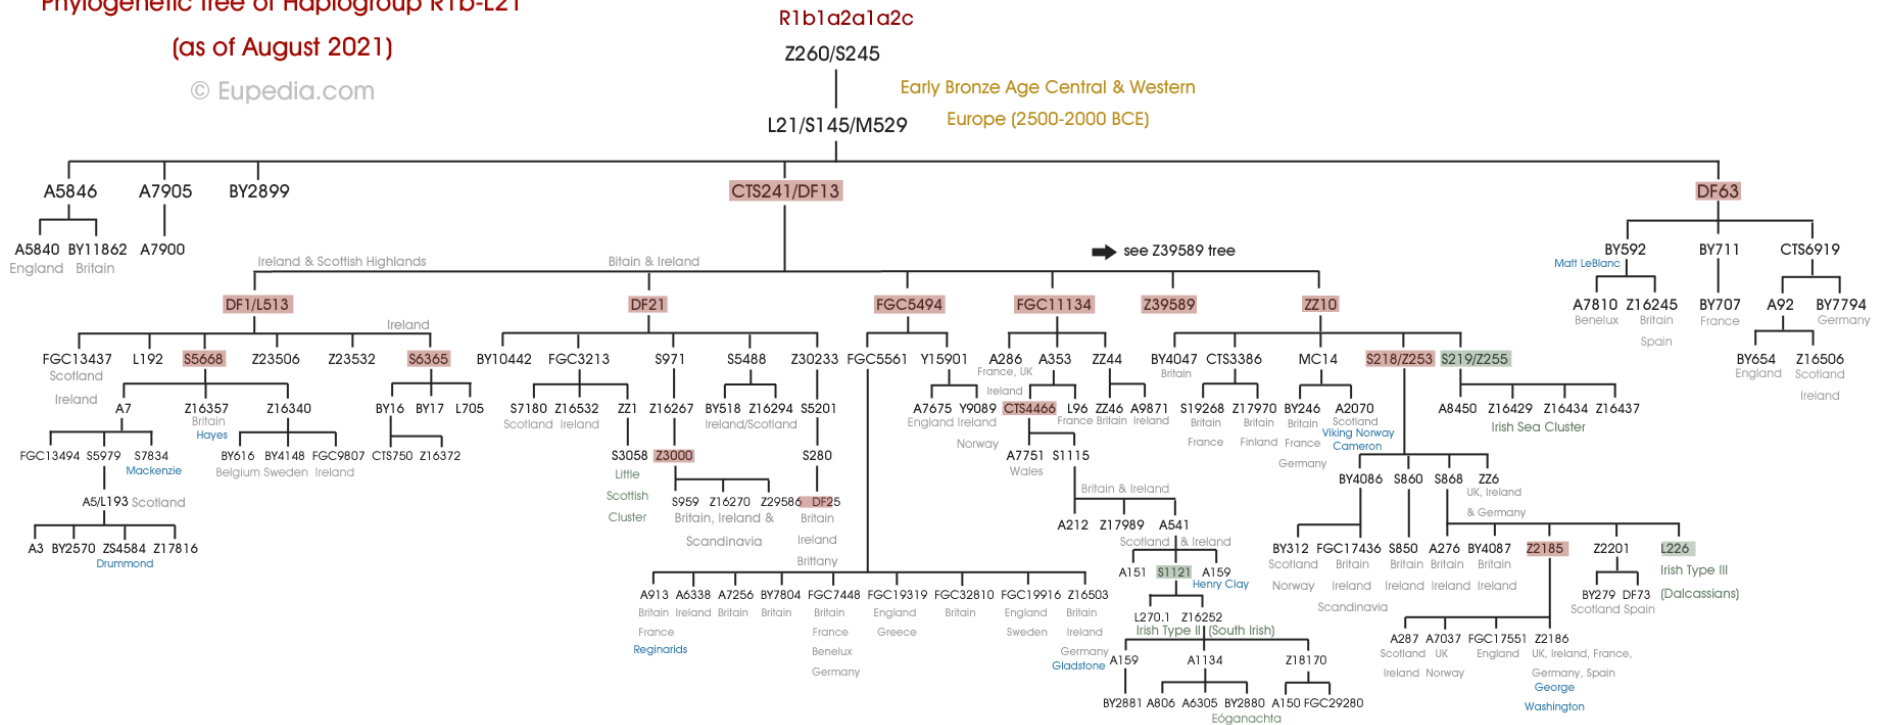 Phylogenetic Tree of Haplogroup R1b-L21
(as of August 2021)
© Eupedia.com
R1b1a2a1a2c
Z260/S245
Early Bronze Age Central & Western
Europe (2500-2000 BCE)
L21/S145/M529
A5846 A7905 BY2899 CTS241/DF13 DF63
A5840 BY11862 A7900 BY592 BY711 CTS6919
England Britain
➡ see Z39589 tree
Ireland & Scottish Highlands Bitain & Ireland Matt LeBlanc
DF1/L513 DF21 FGC5494 FGC11134 Z39589 ZZ10 A7810 Z16245 BY707 A92 BY7794
Benelux Britain France Germany
Spain
Ireland
FGC13437 L192 S5668 Z23506 Z23532 S6365 BY10442 FGC3213 S971 S5488 Z30233 FGC5561 Y15901 A286 A353 ZZ44 BY4047 CTS3386 MC14 S218/Z253 S219/Z255 BY654 Z16506
Scotland France, UK Britain England Scotland
Ireland Ireland Ireland
A7 Z16357 Z16340 BY16 BY17 L705 S7180 Z16532 ZZ1 Z16267 BY518 Z16294 S5201 A7675 Y9089 CTS4466 L96 ZZ46 A9871 S19268 Z17970 BY246 A2070 A8450 Z16429 Z16434 Z16437
Britain Scotland Ireland Ireland/Scotland England Ireland France Britain Ireland Britain Britain Britain Scotland
Hayes Irish Sea Cluster
Viking Norway
Norway France Finland France Cameron
FGC13494 S5979 S7834 BY616 BY4148 FGC9807 CTS750 Z16372 S3058 Z3000 S280 A7751 S1115 Germany
Mackenzie Belgium Sweden Ireland Little Wales BY4086 S860 S868 ZZ6
Scottish Britain & Ireland UK, Ireland
A5/L193 Scotland S959 Z16270 Z29586 DF25 & Germany
Cluster Britain, Ireland & Britain A212 Z17989 A541
Scandinavia Ireland Scotland & Ireland
A3 BY2570 ZS4584 Z17816 BY312 FGC17436 S850 A276 BY4087 Z2185 Z2201 L226
Drummond Brittany Scotland Britain Britain Britain Britain Irish Type III
A151 S1121 A159 Norway Ireland Ireland Ireland Ireland
Henry Clay Scandinavia
A913 A6338 A7256 BY7804 FGC7448 FGC19319 FGC32810 FGC19916 Z16503 BY279 DF73 (Dalcassians)
Britain Ireland Britain Britain England Britain England Britain Scotland Spain
France France Greece Sweden Ireland L270.1 Z16252
Irish Type II (South Irish)
Reginarids Benelux Germany A287 A7037 FGC17551 Z2186
Germany Gladstone A159 A1134 Z18170 Scotland UK England UK, Ireland, France,
Ireland Norway Germany, Spain
George
BY2881 A806 A6305 BY2880 A150 FGC29280 Washington
Eóganachta